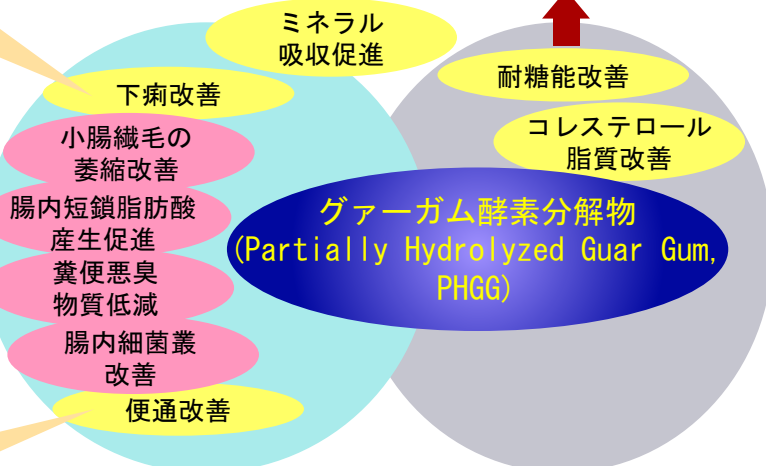 ミネラル
吸収促進
耐糖能改善
下痢改善
コレステロール
脂質改善
小腸繊毛の
萎縮改善
腸内短鎖脂肪酸
産生促進
グァーガム酵素分解物
(Partially Hydrolyzed Guar Gum,
PHGG)
糞便悪臭
物質低減
腸内細菌叢
改善
便通改善